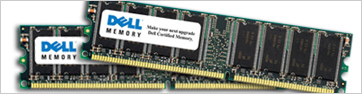 DELL
MEMORY
DELL
MEMORY
Make your next upgrade
Dell Certified Memory.